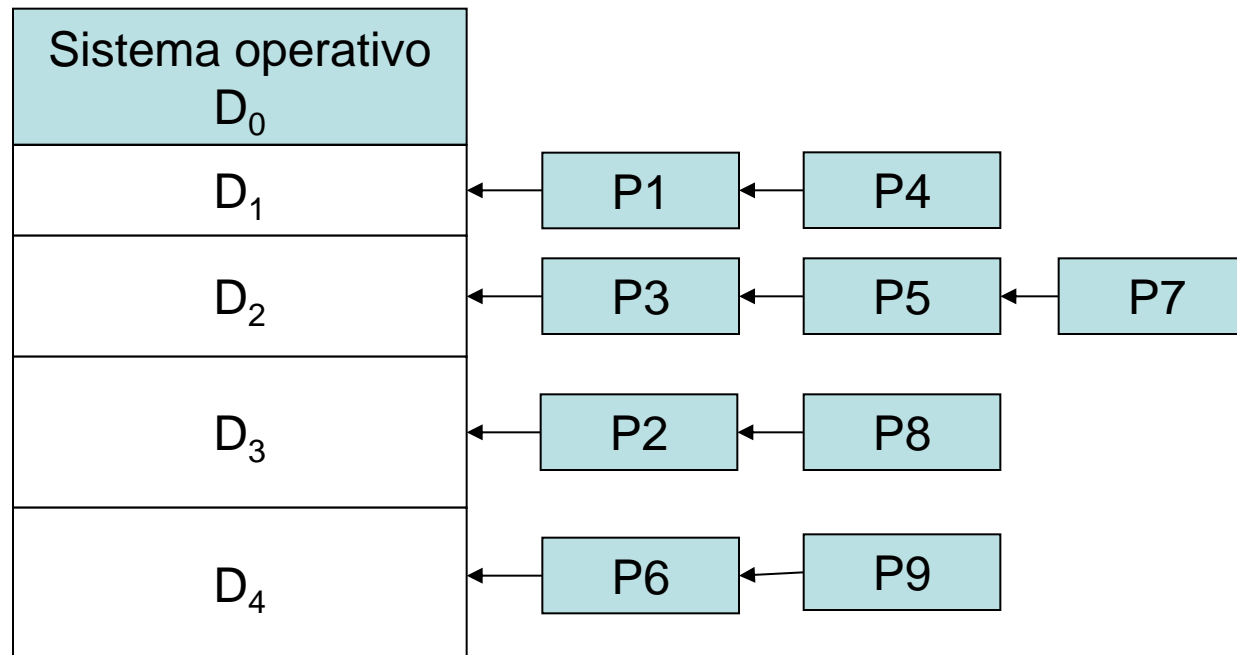 Sistema operativo
D₀
D₁
P1
P4
D₂
P3
P5
P7
D₃
P2
P8
D₄
P6
P9